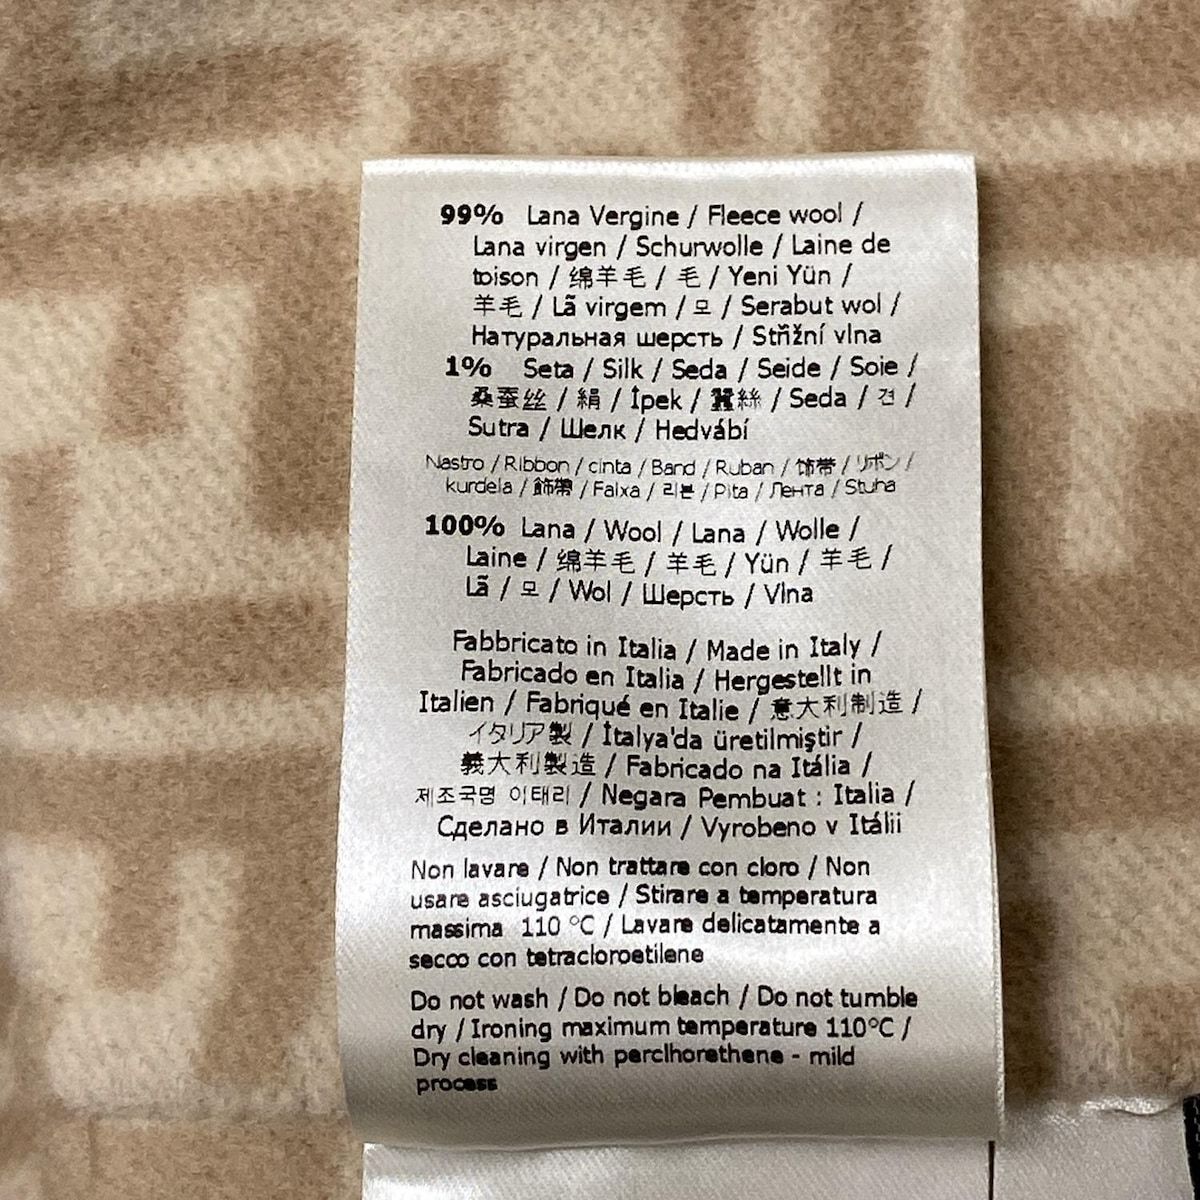 99% Lana Vergine / Fleece wool /
Lana virgen / Schurwolle / Laine de
toison / 绵羊毛 / 毛 / Yeni Yün /
羊毛 / Lã virgem / 모 / Serabut wol /
Натуральная шерсть / Střižní vlna
1% Seta / Silk / Seda / Seide / Soie /
桑蚕丝 / 絹 / İpek / 蠶絲 / Seda / 견 /
Sutra / Шелк / Hedvábí
Nastro / Ribbon / cinta / Band / Ruban / 饰带 / リボン /
kurdela / 飾帶 / Faixa / 리본 / Pita / Лента / Stuha
100% Lana / Wool / Lana / Wolle /
Laine / 绵羊毛 / 羊毛 / Yün / 羊毛 /
Lã / 모 / Wol / Шерсть / Vlna
Fabbricato in Italia / Made in Italy /
Fabricado en Italia / Hergestellt in
Italien / Fabriqué en Italie / 意大利制造 /
イタリア製 / İtalya'da üretilmiştir /
義大利製造 / Fabricado na Itália /
제조국명 이태리 / Negara Pembuat : Italia /
Сделано в Италии / Vyrobeno v Itálii
Non lavare / Non trattare con cloro / Non
usare asciugatrice / Stirare a temperatura
massima 110 °C / Lavare delicatamente a
secco con tetracloroetilene
Do not wash / Do not bleach / Do not tumble
dry / Ironing maximum temperature 110°C /
Dry cleaning with perclhorethene - mild
process